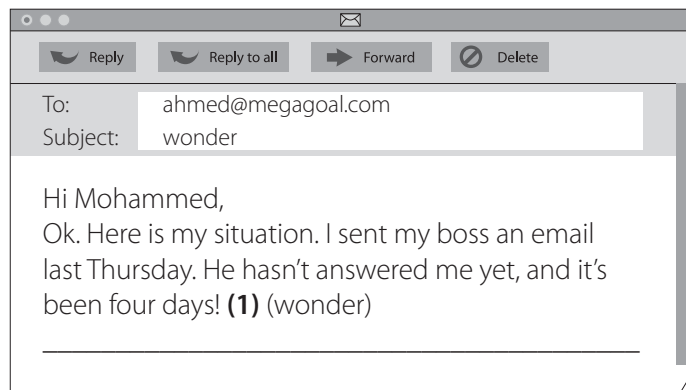 Reply Reply to all Forward Delete
To: ahmed@megagoal.com
Subject: wonder
Hi Mohammed,
Ok. Here is my situation. I sent my boss an email
last Thursday. He hasn’t answered me yet, and it’s
been four days! (1) (wonder)